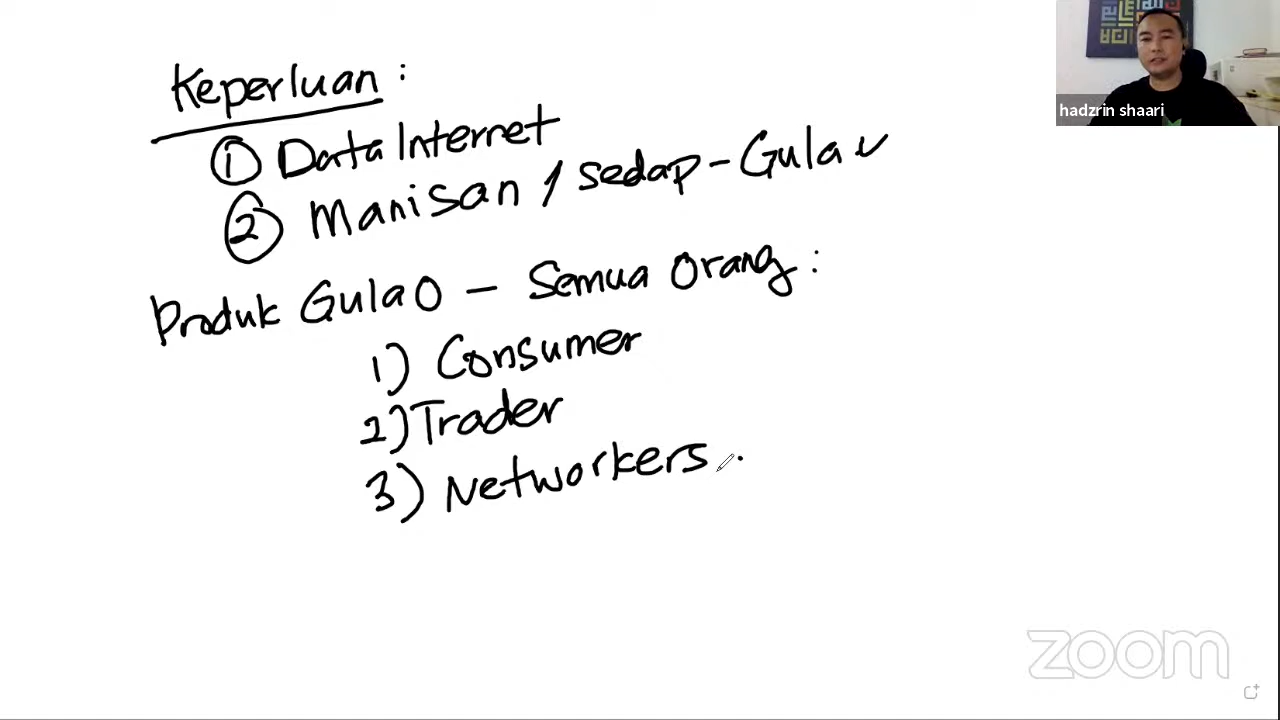 Keperluan :
① Data Internet
② Manisan / sedap - Gula ✓
Produk Gula0 - Semua Orang :
1) Consumer
2) Trader
3) Networkers.
hadzrin shaari
zoom